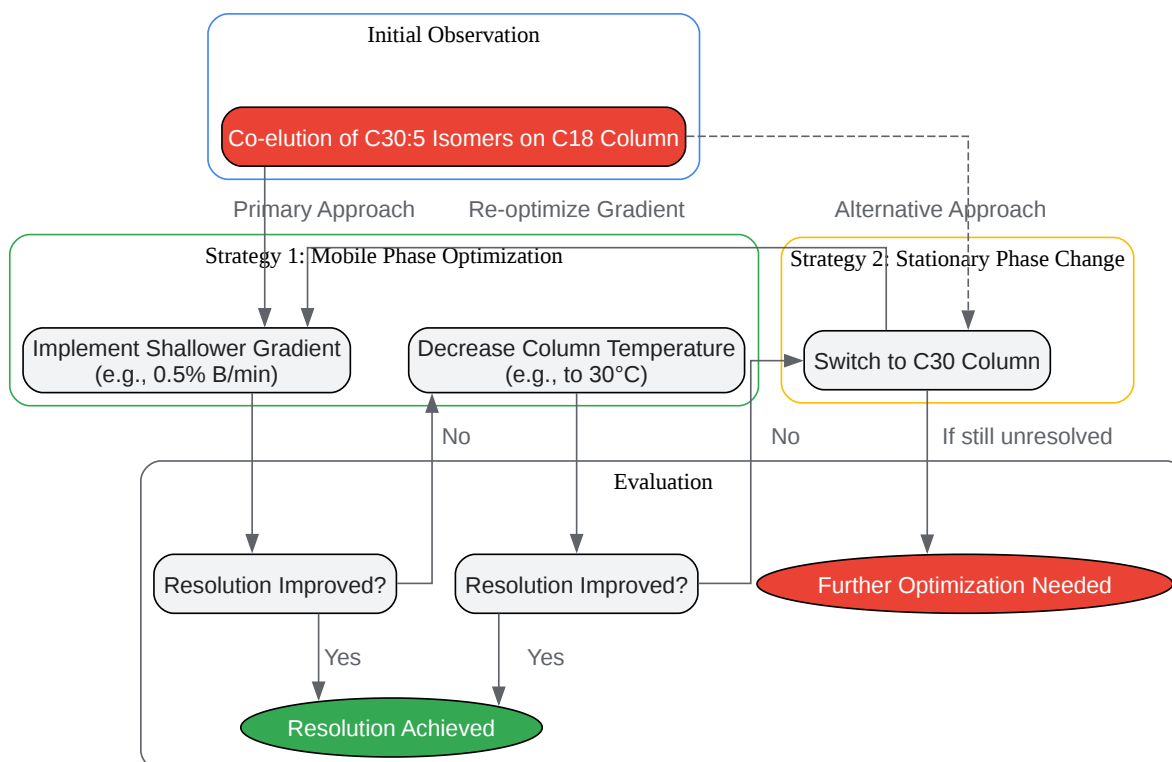 Initial Observation
Co-elution of C30:5 Isomers on C18 Column
Primary Approach
Re-optimize Gradient
Alternative Approach
Strategy 1: Mobile Phase Optimization
Strategy 2: Stationary Phase Change
Implement Shallower Gradient
(e.g., 0.5% B/min)
Decrease Column Temperature
(e.g., to 30°C)
Switch to C30 Column
No
No
If still unresolved
Evaluation
Resolution Improved?
Resolution Improved?
Further Optimization Needed
Yes
Yes
Resolution Achieved